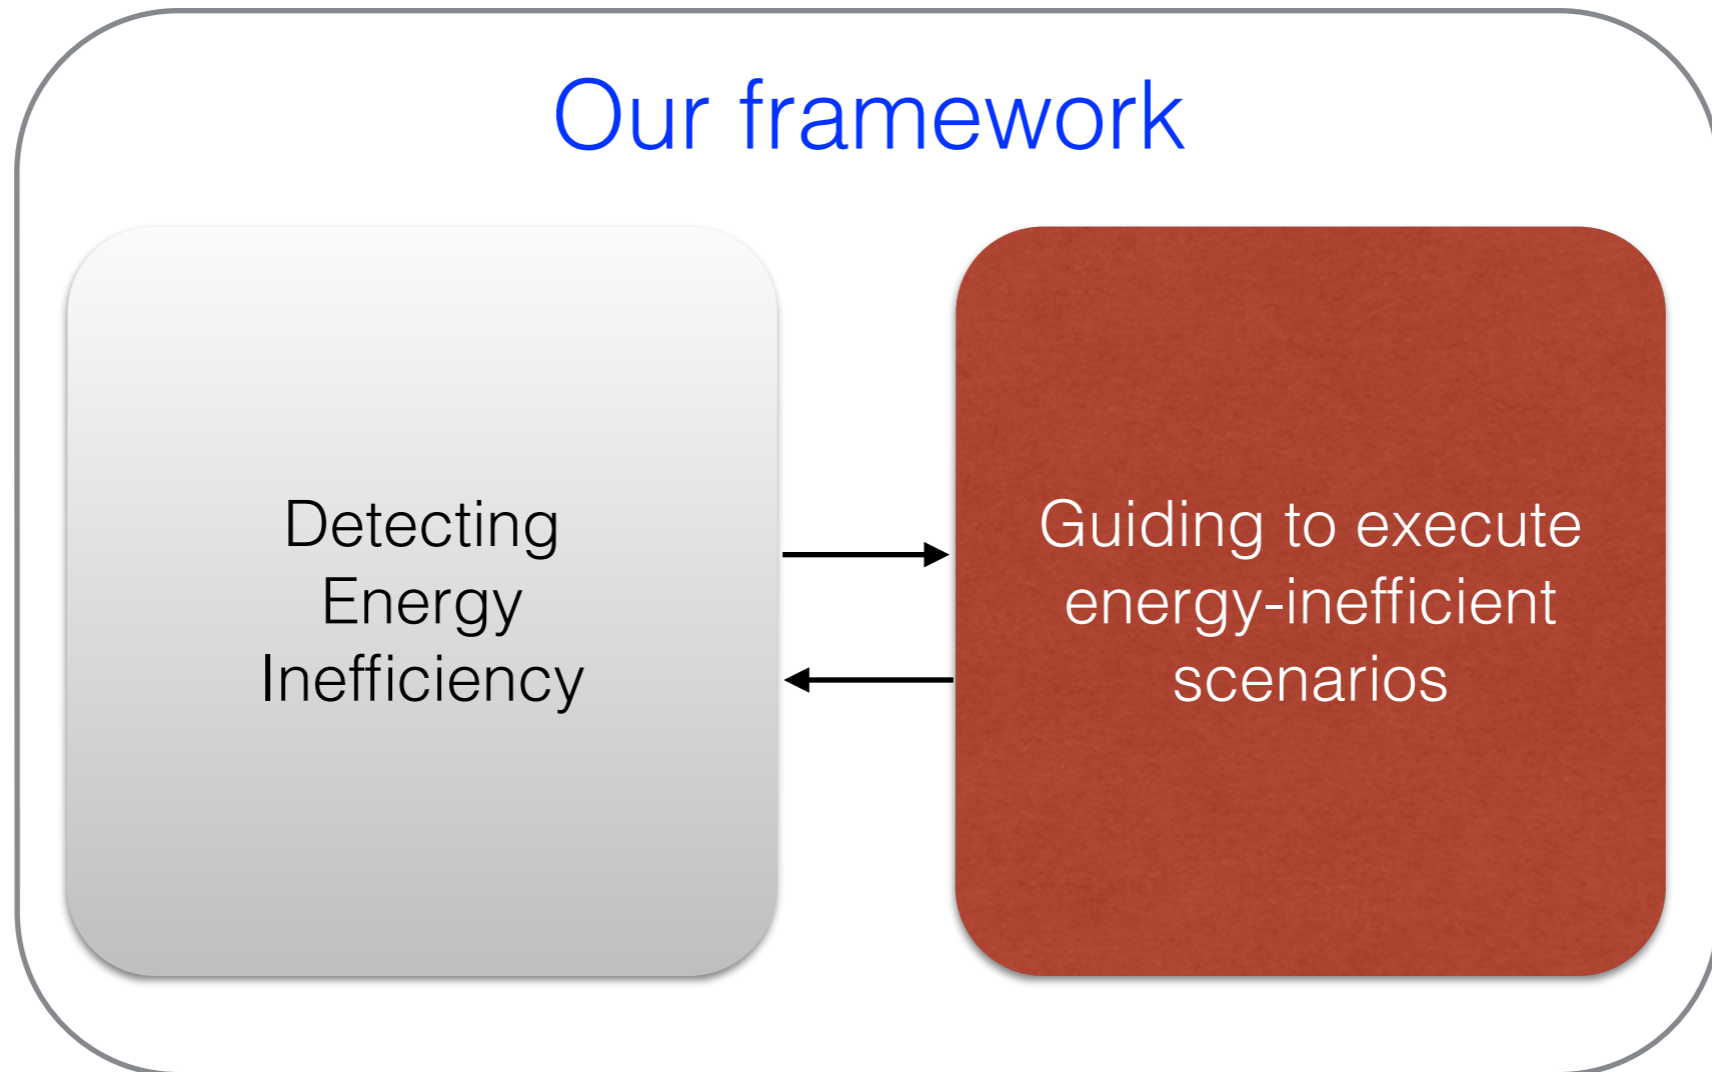 Our framework
Detecting
Energy
Inefficiency
Guiding to execute
energy-inefficient
scenarios